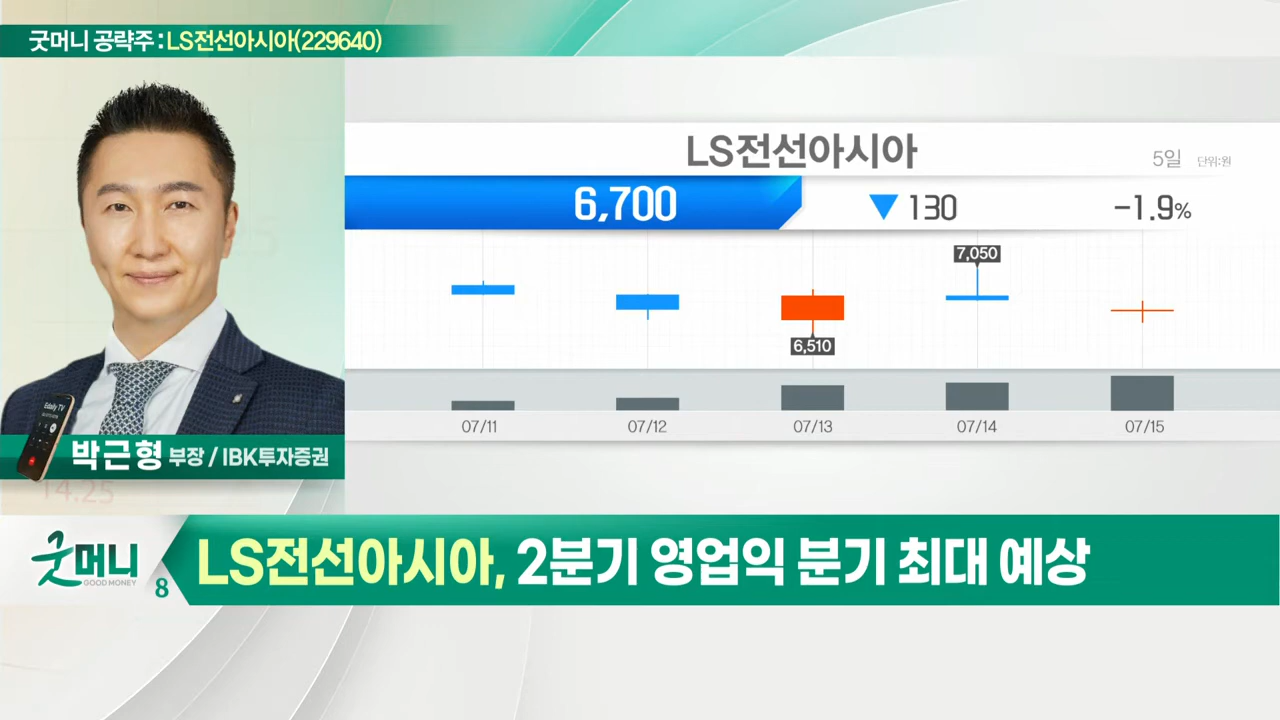 굿머니 공략주 : LS전선아시아(229640)
LS전선아시아
5일 단위:원
6,700 ▼ 130 -1.9%
7,050
6,510
07/11 07/12 07/13 07/14 07/15
Edaily TV
박근형 부장 / IBK투자증권
14.25
굿머니
GOOD MONEY
8
LS전선아시아, 2분기 영업익 분기 최대 예상